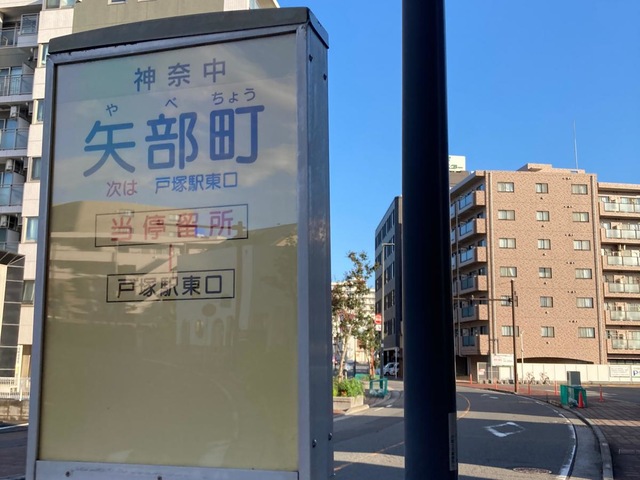 神奈中
や べ ちょう
矢部町
次は 戸塚駅東口
当停留所
戸塚駅東口